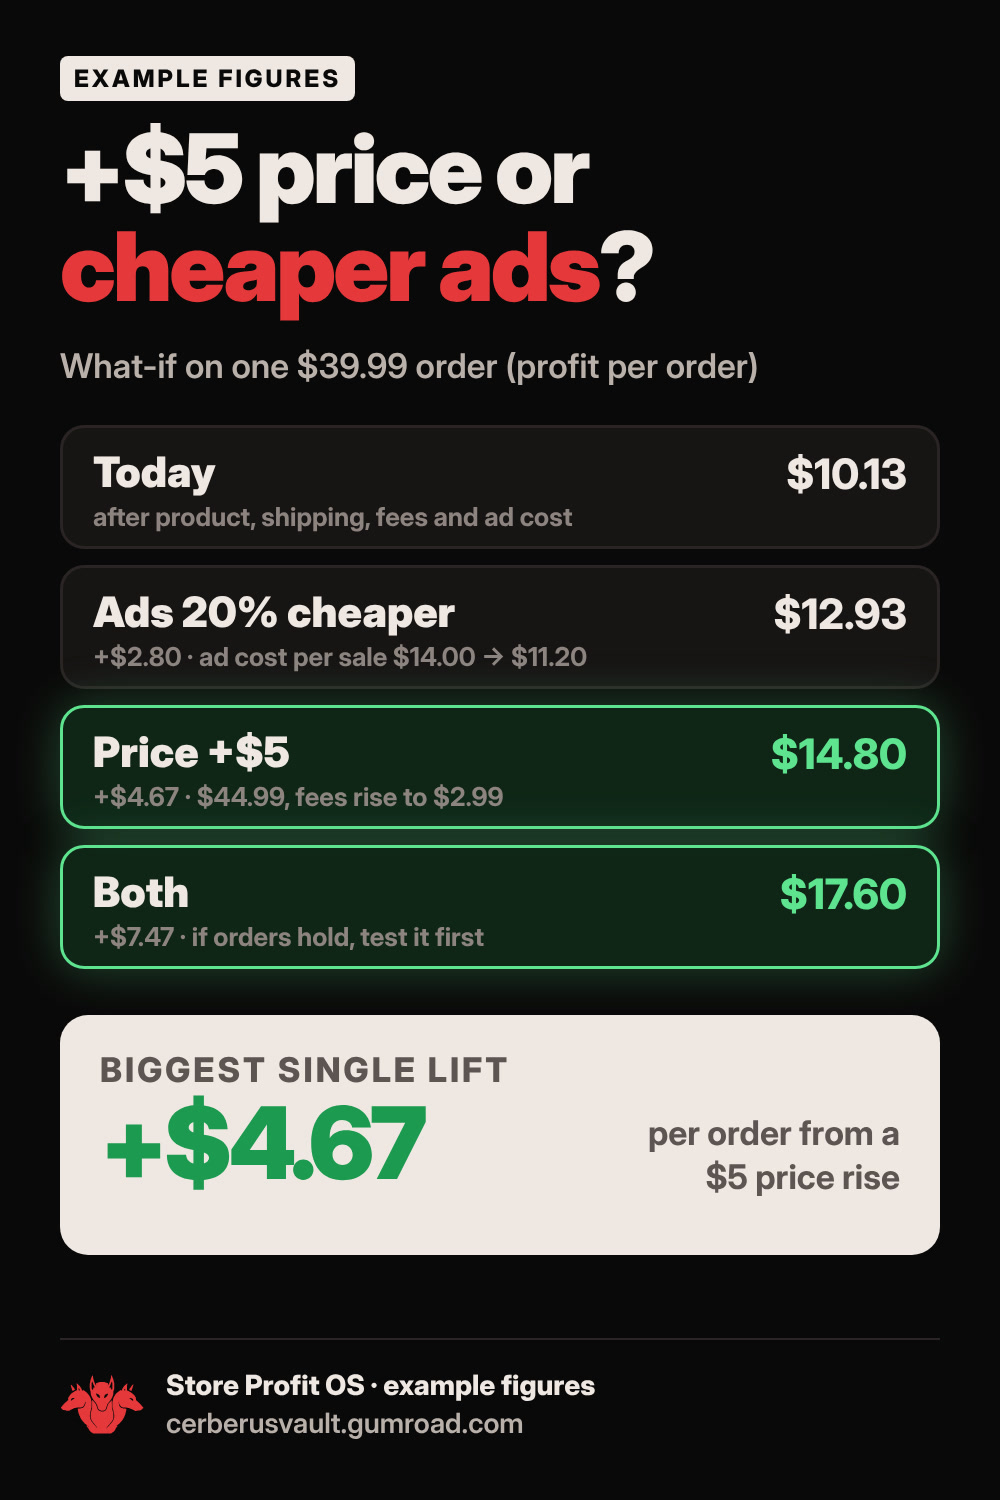 EXAMPLE FIGURES
+$5 price or
cheaper ads?
What-if on one $39.99 order (profit per order)
Today
$10.13
after product, shipping, fees and ad cost
Ads 20% cheaper
$12.93
+$2.80 · ad cost per sale $14.00 → $11.20
Price +$5
$14.80
+$4.67 · $44.99, fees rise to $2.99
Both
$17.60
+$7.47 · if orders hold, test it first
BIGGEST SINGLE LIFT
+$4.67
per order from a
$5 price rise
Store Profit OS · example figures
cerberusvault.gumroad.com